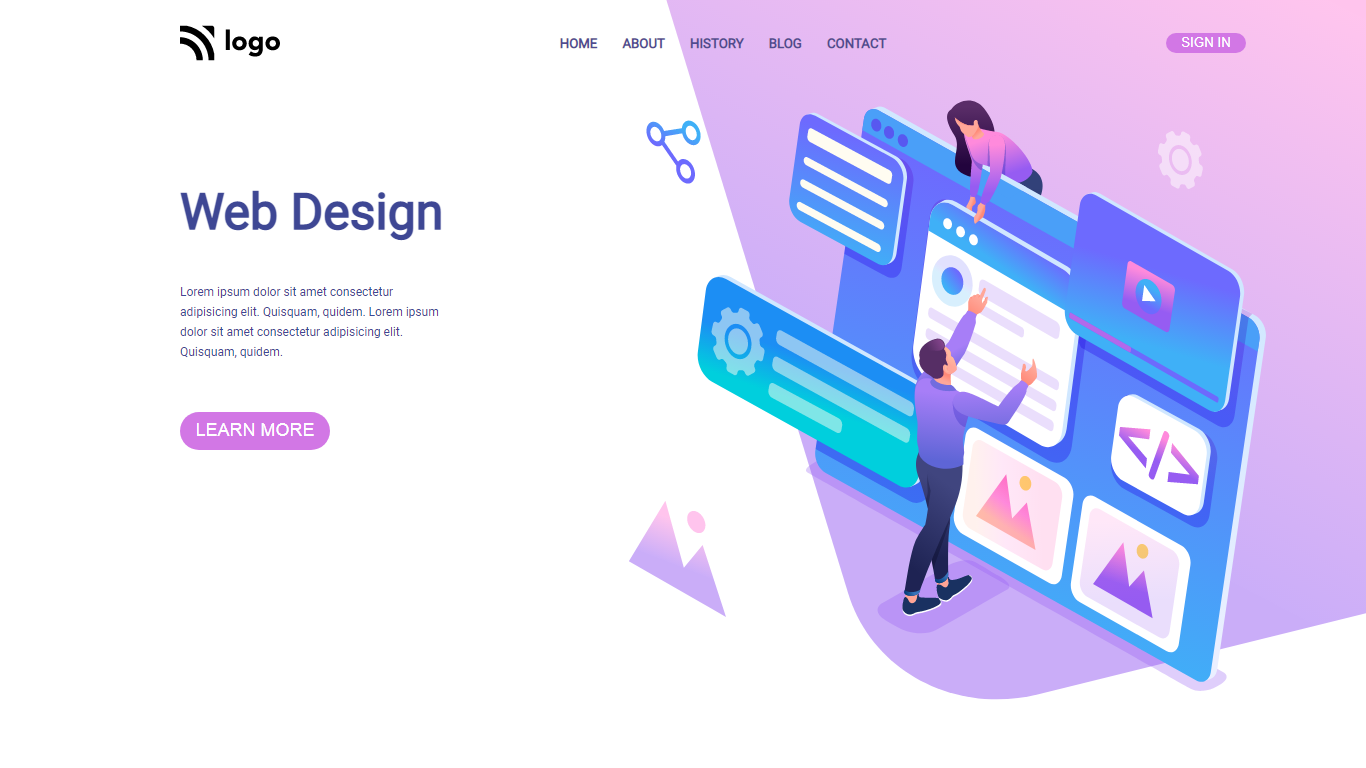 logo
HOME ABOUT HISTORY BLOG CONTACT
SIGN IN
Web Design
Lorem ipsum dolor sit amet consectetur
adipisicing elit. Quisquam, quidem. Lorem ipsum
dolor sit amet consectetur adipisicing elit.
Quisquam, quidem.
LEARN MORE
</>